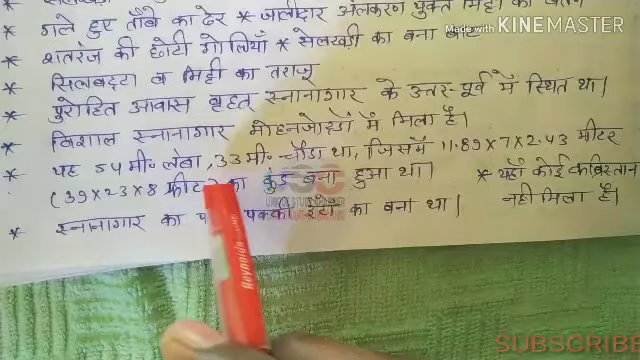 * गले हुए ताँबे का ढेर * जालीदार अलंकरण युक्त मिट्टी का बर्तन
* शतरंज की छोटी गोलियाँ * सेलखड़ी का बना बाट
* सिलबट्टा व मिट्टी का तराजू
* पुरोहित आवास वृहत स्नानागार के उत्तर-पूर्व में स्थित था।
* विशाल स्नानागार मोहनजोदड़ों में मिला है।
* यह 54 मी॰ लंबा, 33 मी॰ चौड़ा था, जिसमें 11.89 x 7 x 2.43 मीटर
(39 x 23 x 8 फीट का कुंड बना हुआ था। * यहाँ कोई कब्रिस्तान
नही मिला है।
* स्नानागार का पक्की ईंटों का बना था।
Made with KINEMASTER
Reynolds
SUBSCRIBE